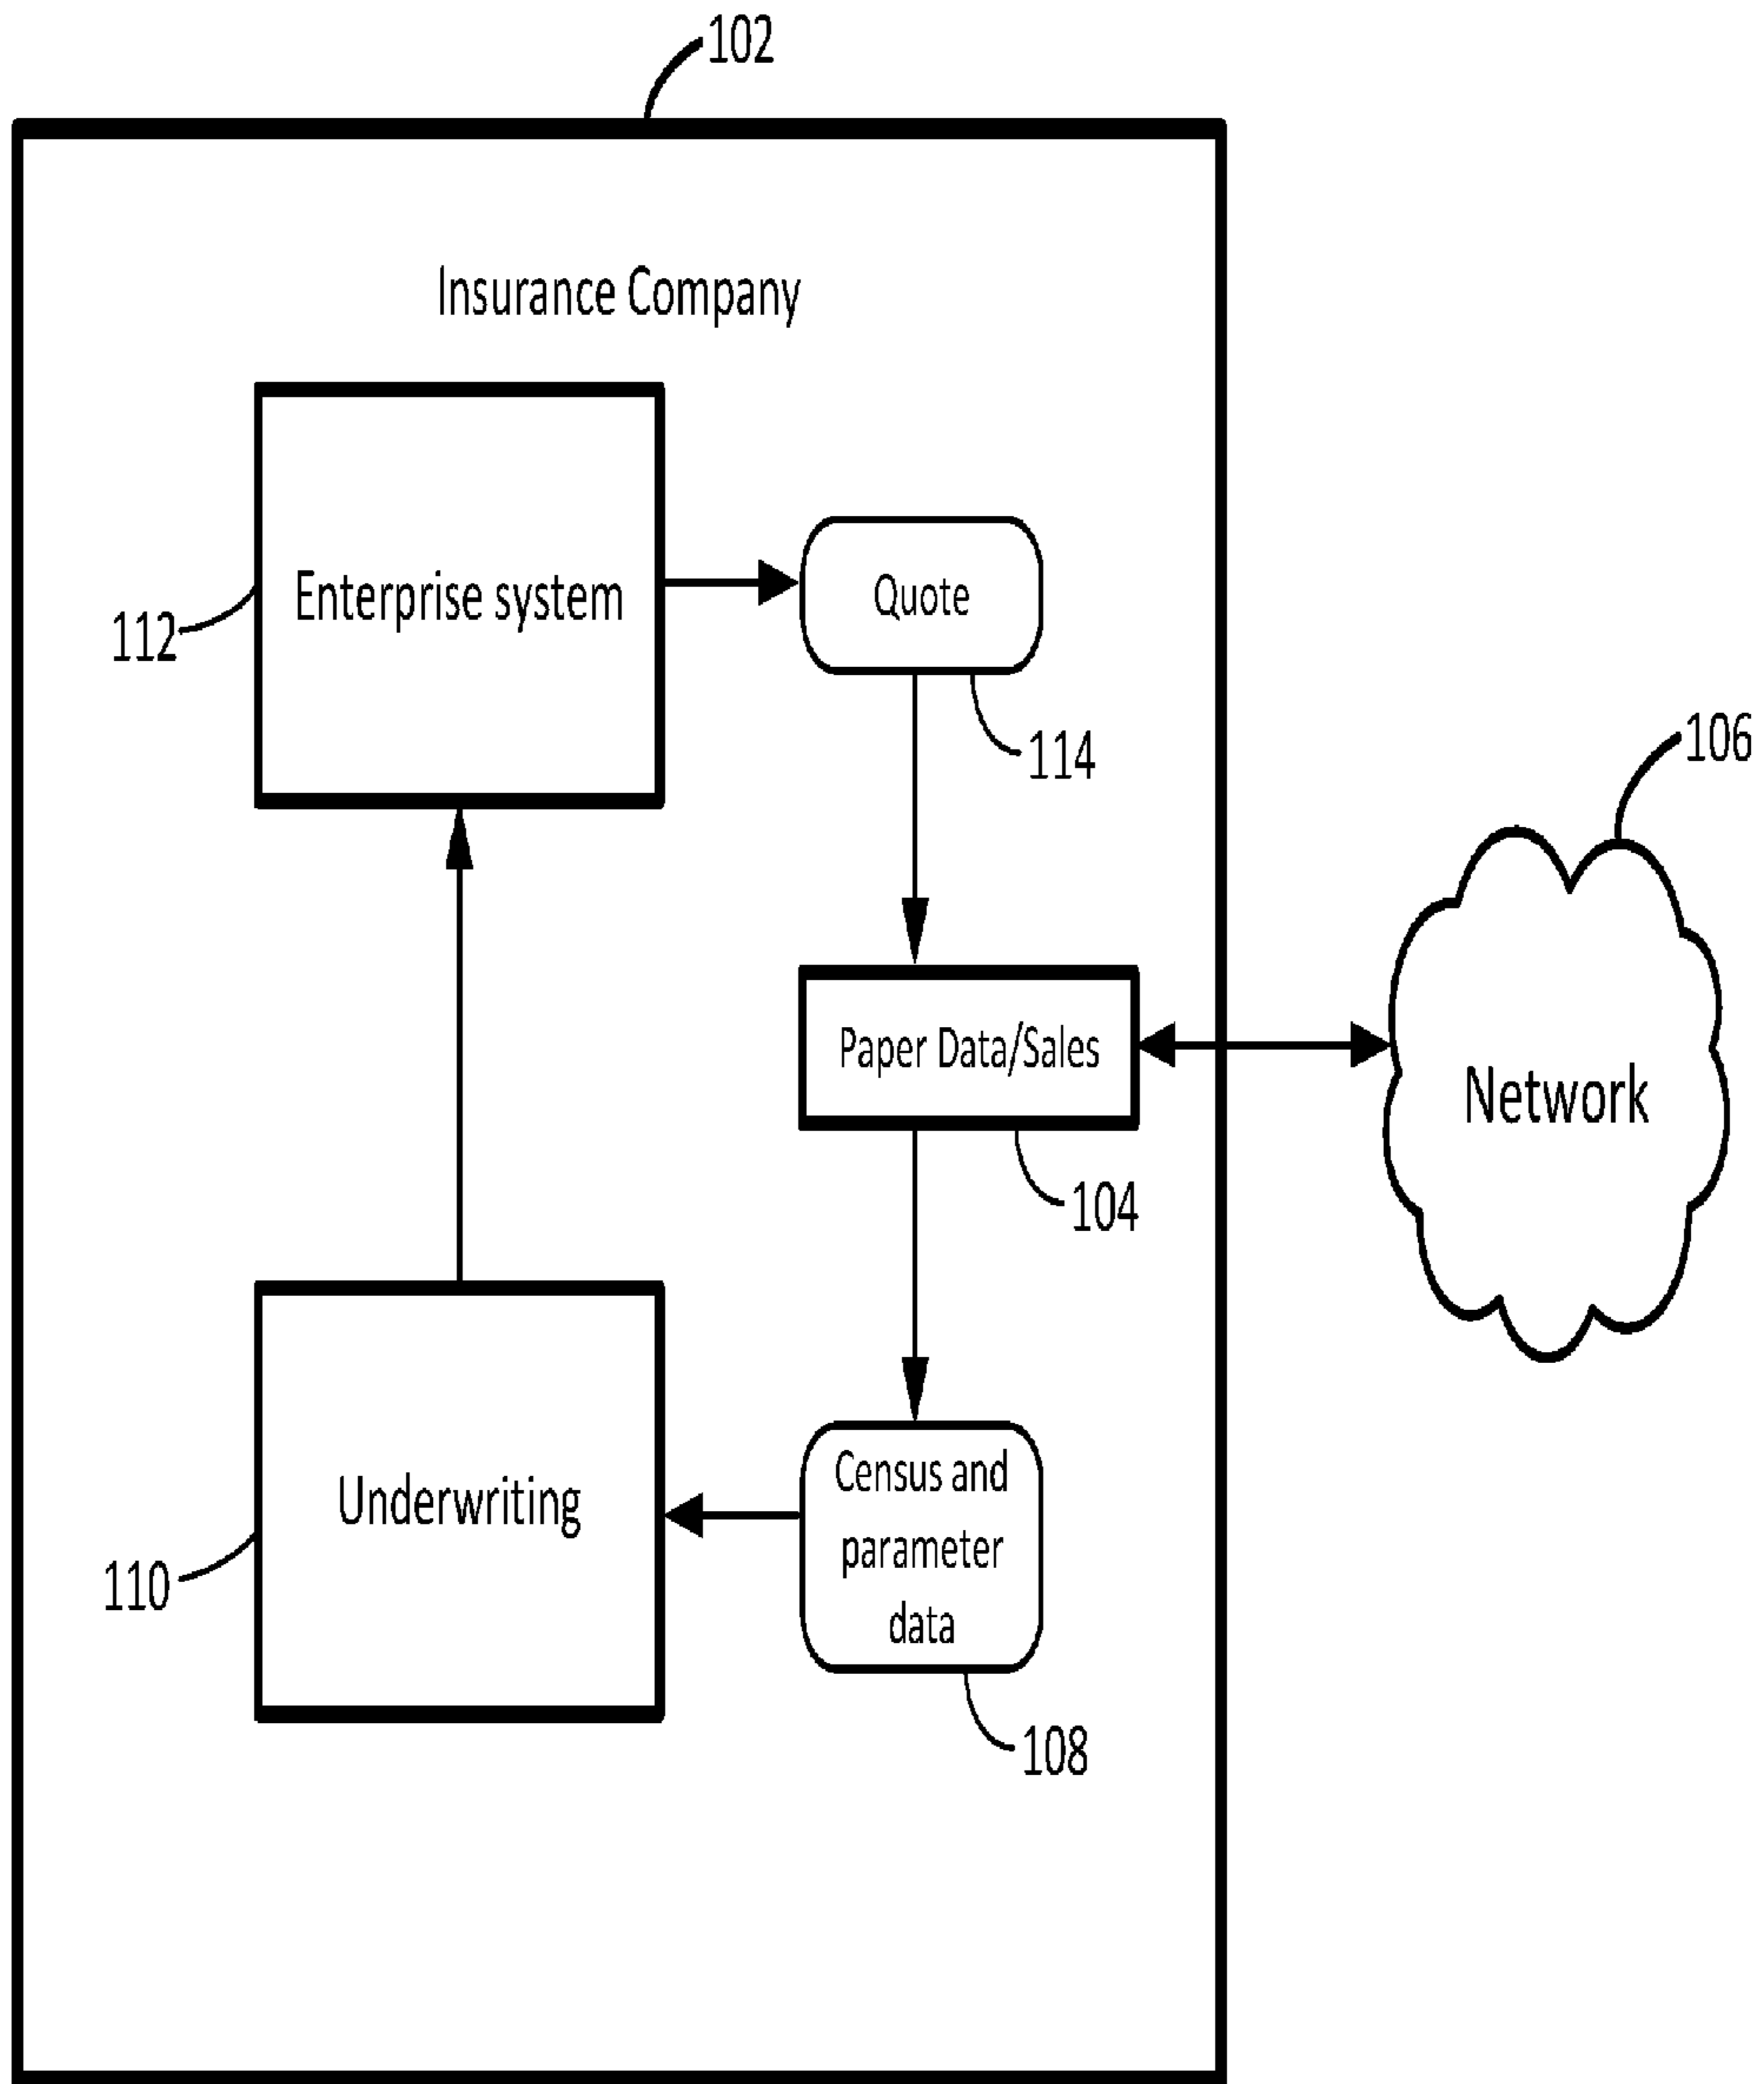 102
Insurance Company
Enterprise system
Quote
112
114
106
Paper Data/Sales
Network
104
Census and
parameter
data
Underwriting
110
108